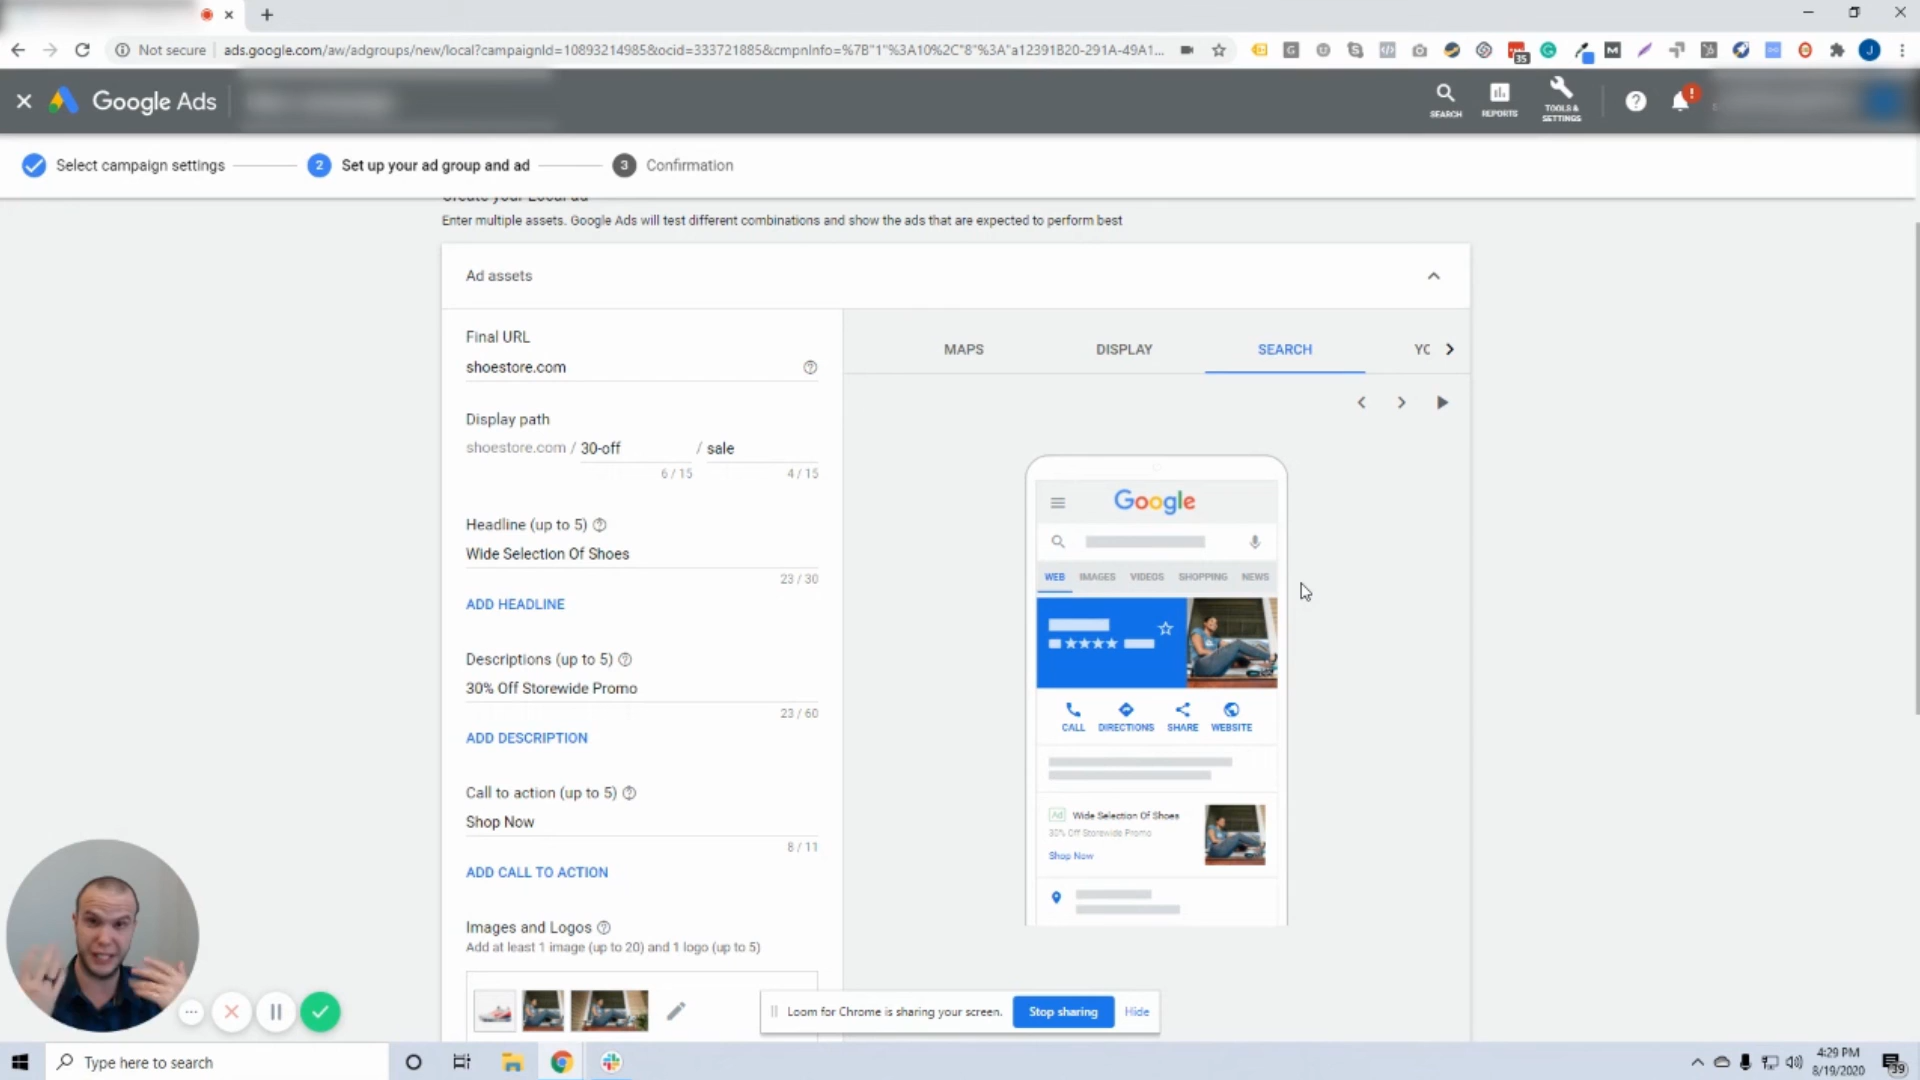 Not secure
ads.google.com/aw/adgroups/new/local?campaignId=10893214985&ocid=333721885&cmpnInfo=%7B"1"%3A10%2C"8"%3A"a12391B20-291A-49A1...
35
J
Google Ads
SEARCH
REPORTS
TOOLS & SETTINGS
Select campaign settings
2 Set up your ad group and ad
3 Confirmation
Create your Local ad
Enter multiple assets. Google Ads will test different combinations and show the ads that are expected to perform best
Ad assets
Final URL
shoestore.com
Display path
shoestore.com / 30-off / sale
6 / 15
4 / 15
Headline (up to 5)
Wide Selection Of Shoes
23 / 30
ADD HEADLINE
Descriptions (up to 5)
30% Off Storewide Promo
23 / 60
ADD DESCRIPTION
Call to action (up to 5)
Shop Now
8 / 11
ADD CALL TO ACTION
Images and Logos
Add at least 1 image (up to 20) and 1 logo (up to 5)
MAPS
DISPLAY
SEARCH
YO
Google
WEB IMAGES VIDEOS SHOPPING NEWS
CALL DIRECTIONS SHARE WEBSITE
Ad Wide Selection Of Shoes
30% Off Storewide Promo
Shop Now
Loom for Chrome is sharing your screen.
Stop sharing
Hide
Type here to search
4:29 PM
8/19/2020
39